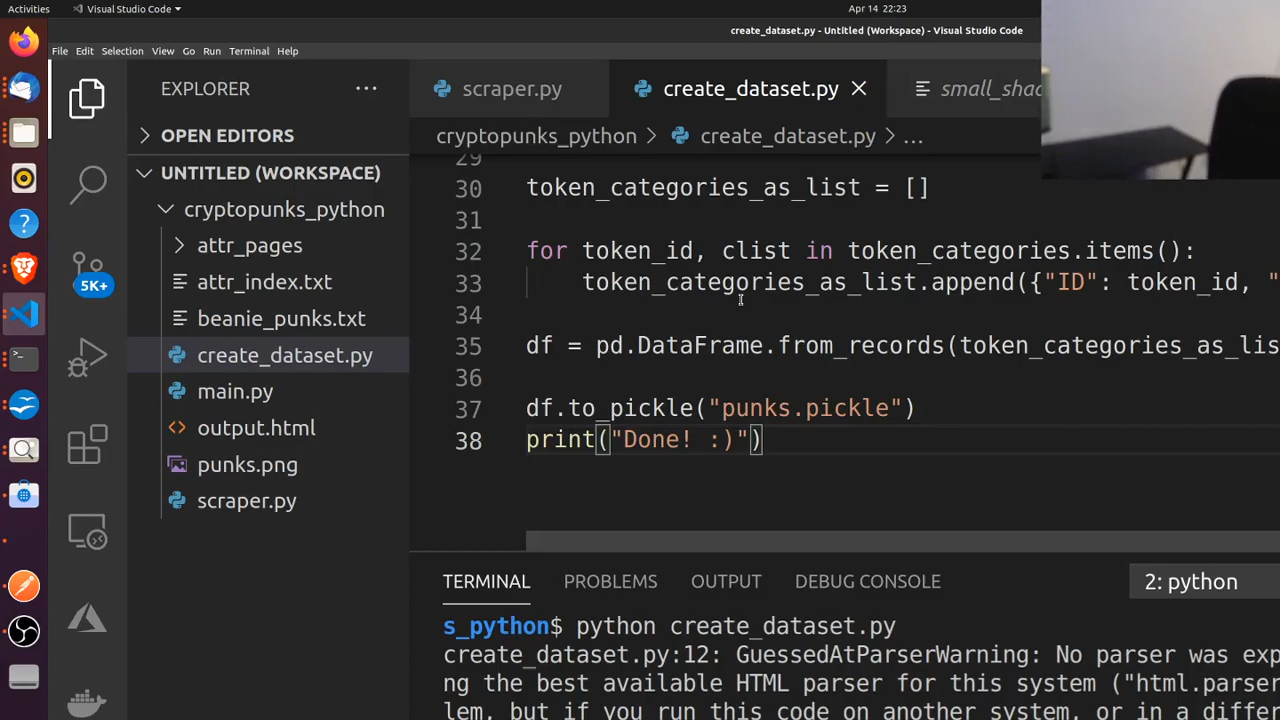 Activities
Visual Studio Code
Apr 14 22:23
create_dataset.py - Untitled (Workspace) - Visual Studio Code
File Edit Selection View Go Run Terminal Help
EXPLORER
OPEN EDITORS
UNTITLED (WORKSPACE)
cryptopunks_python
attr_pages
attr_index.txt
beanie_punks.txt
create_dataset.py
main.py
output.html
punks.png
scraper.py
5K+
scraper.py
create_dataset.py
cryptopunks_python > create_dataset.py > ...
29
30 token_categories_as_list = []
31
32 for token_id, clist in token_categories.items():
33 token_categories_as_list.append({"ID": token_id, "
34
35 df = pd.DataFrame.from_records(token_categories_as_lis
36
37 df.to_pickle("punks.pickle")
38 print("Done! :)")
TERMINAL PROBLEMS OUTPUT DEBUG CONSOLE
2: python
s_python$ python create_dataset.py
create_dataset.py:12: GuessedAtParserWarning: No parser was exp
ng the best available HTML parser for this system ("html.parser
lem, but if you run this code on another system, or in a differ